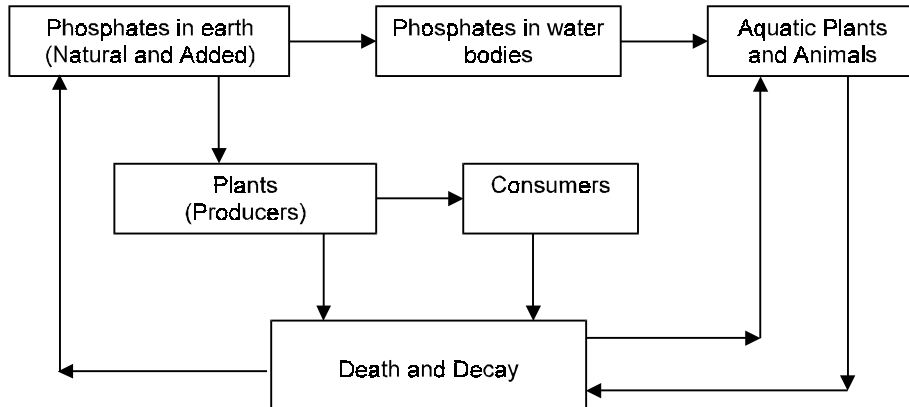 Phosphates in earth
(Natural and Added)
Phosphates in water
bodies
Aquatic Plants
and Animals
Plants
(Producers)
Consumers
Death and Decay